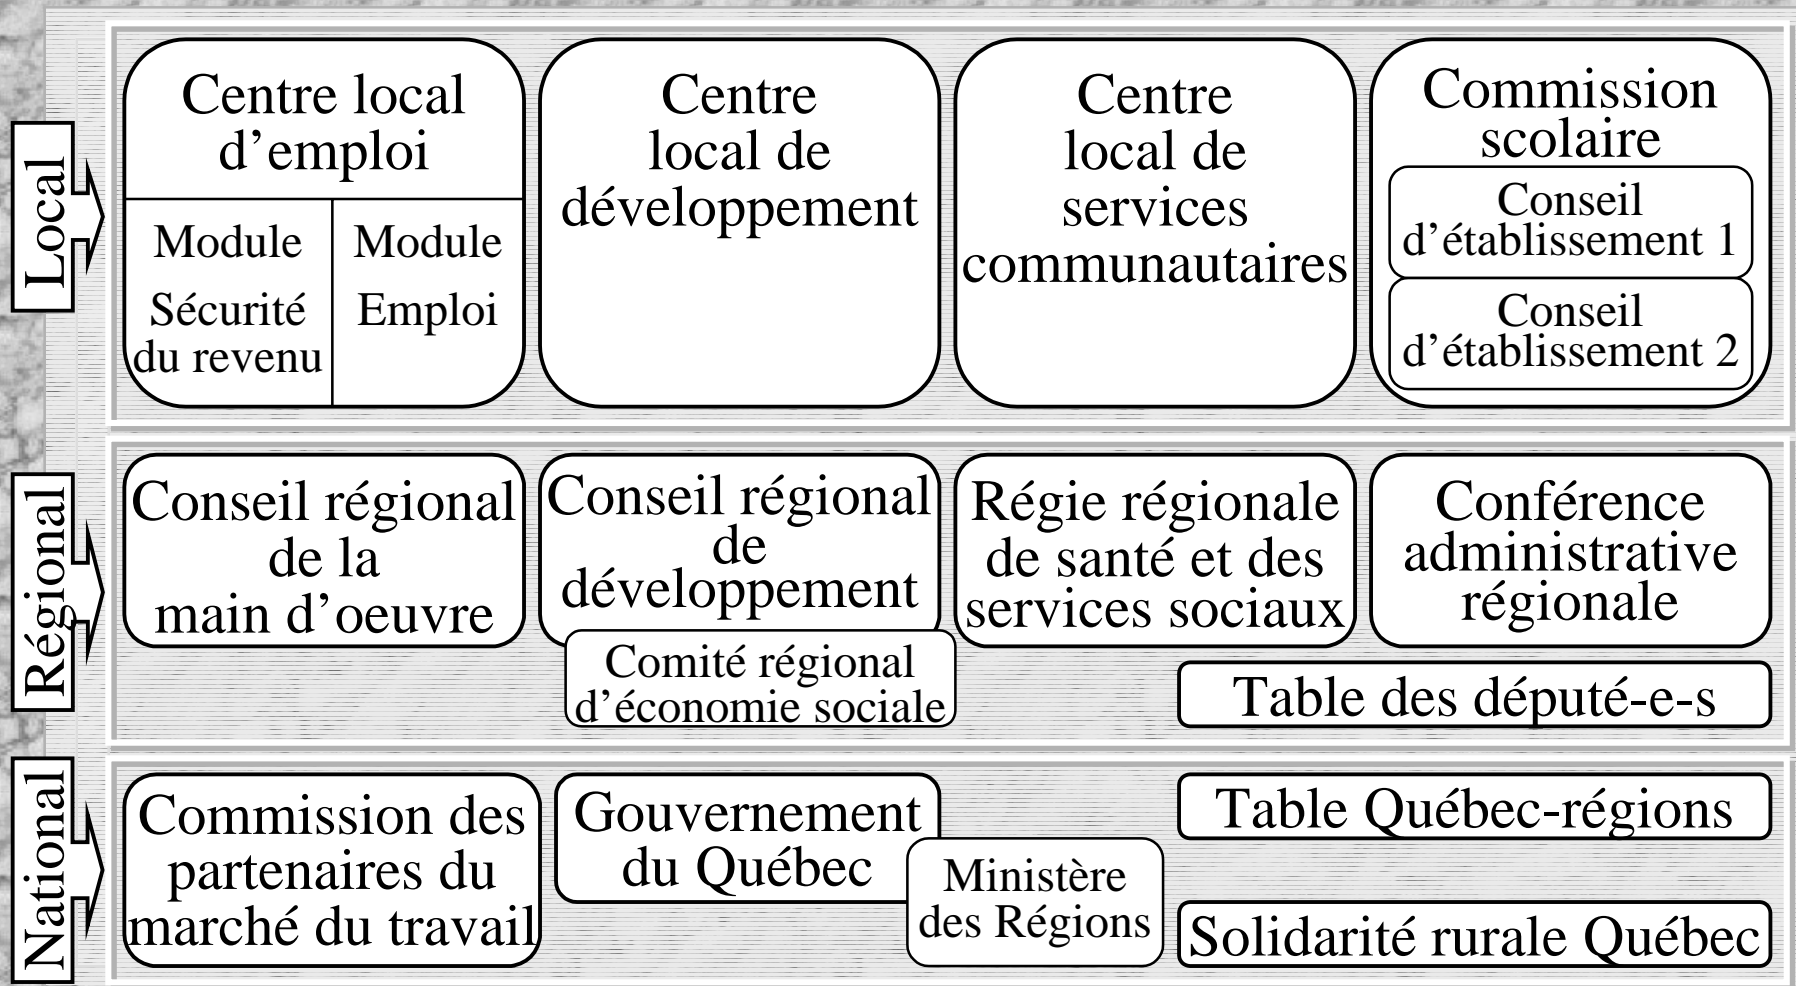 Local
Centre local
d’emploi
Module
Sécurité
du revenu
Module
Emploi
Centre
local de
développement
Centre
local de
services
communautaires
Commission
scolaire
Conseil
d’établissement 1
Conseil
d’établissement 2
Régional
Conseil régional
de la
main d’oeuvre
Conseil régional
de
développement
Comité régional
d’économie sociale
Régie régionale
de santé et des
services sociaux
Conférence
administrative
régionale
Table des député-e-s
National
Commission des
partenaires du
marché du travail
Gouvernement
du Québec
Ministère
des Régions
Table Québec-régions
Solidarité rurale Québec